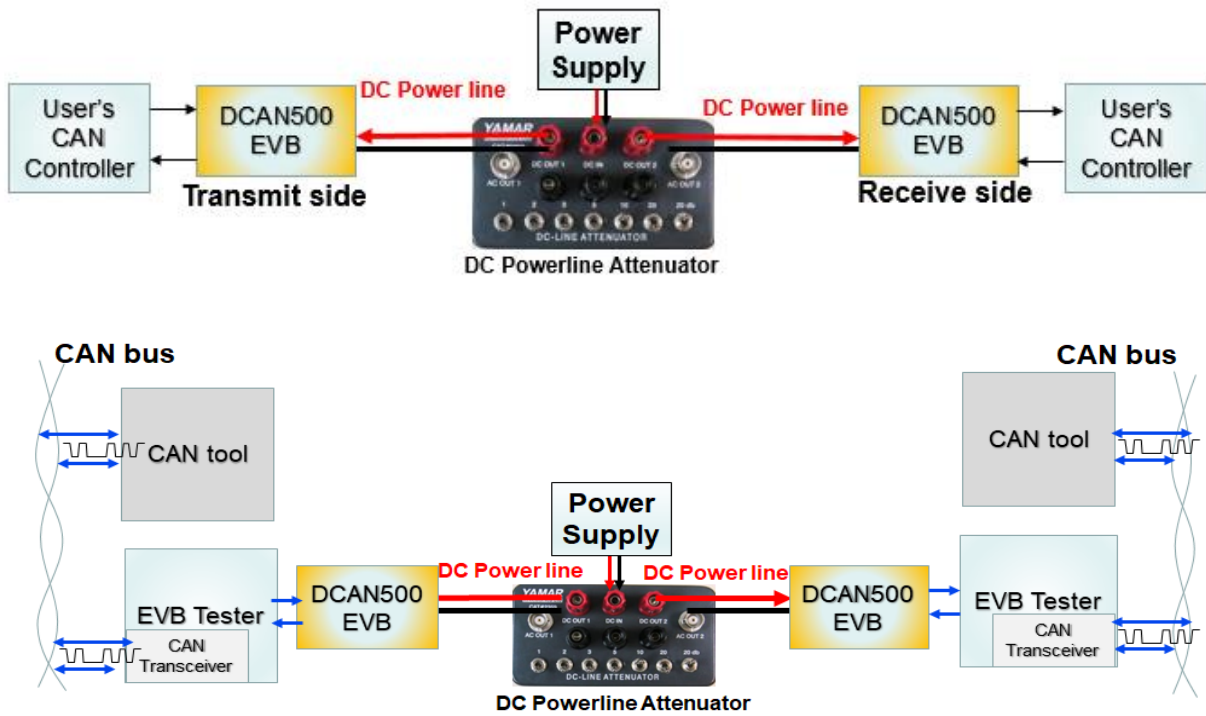 Power
Supply
DC Power line
DC Power line
User's
CAN
Controller
DCAN500
EVB
Transmit side
YAMAR
DC OUT 1
DC IN
DC OUT 2
AC OUT 1
AC OUT 2
1 2 3 5 10 20 20 db
DC-LINE ATTENUATOR
DC Powerline Attenuator
DCAN500
EVB
Receive side
User's
CAN
Controller
CAN bus
CAN bus
CAN tool
CAN tool
Power
Supply
DC Power line
DC Power line
EVB Tester
CAN
Transceiver
DCAN500
EVB
YAMAR
DC OUT 1
DC IN
DC OUT 2
AC OUT 1
AC OUT 2
1 2 3 5 10 20 20 db
DC-LINE ATTENUATOR
DC Powerline Attenuator
DCAN500
EVB
EVB Tester
CAN
Transceiver